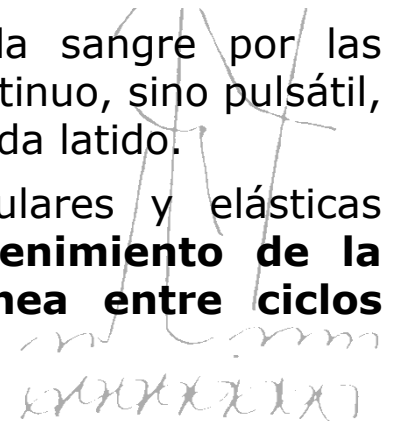 la sangre por las
tinuo, sino pulsátil,
da latido.
ulares y elásticas
enimiento de la
nea entre ciclos